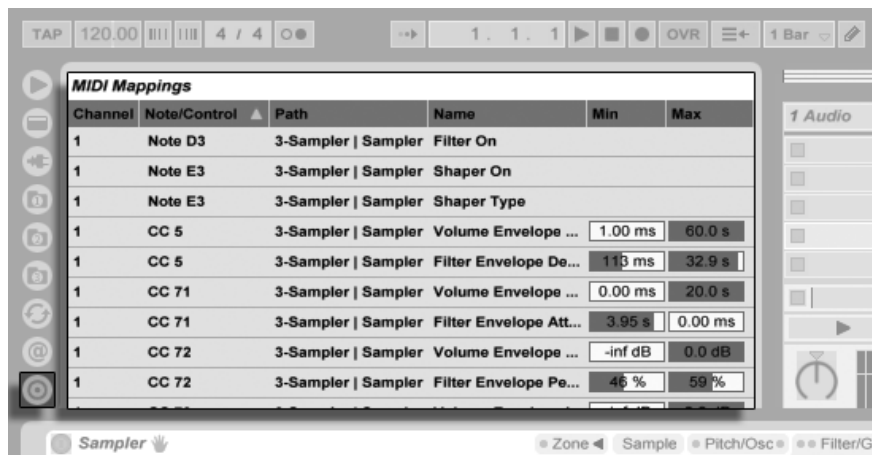 TAP 120.00 4 / 4 1. 1. 1 OVR 1 Bar
MIDI Mappings
Channel Note/Control Path Name Min Max
1 Note D3 3-Sampler | Sampler Filter On
1 Note E3 3-Sampler | Sampler Shaper On
1 Note E3 3-Sampler | Sampler Shaper Type
1 CC 5 3-Sampler | Sampler Volume Envelope ... 1.00 ms 60.0 s
1 CC 5 3-Sampler | Sampler Filter Envelope De... 113 ms 32.9 s
1 CC 71 3-Sampler | Sampler Volume Envelope ... 0.00 ms 20.0 s
1 CC 71 3-Sampler | Sampler Filter Envelope Att... 3.95 s 0.00 ms
1 CC 72 3-Sampler | Sampler Volume Envelope ... -inf dB 0.0 dB
1 CC 72 3-Sampler | Sampler Filter Envelope Pe... 46 % 59 %
1 Audio
1
2
3
@
Sampler Zone Sample Pitch/Osc Filter/G